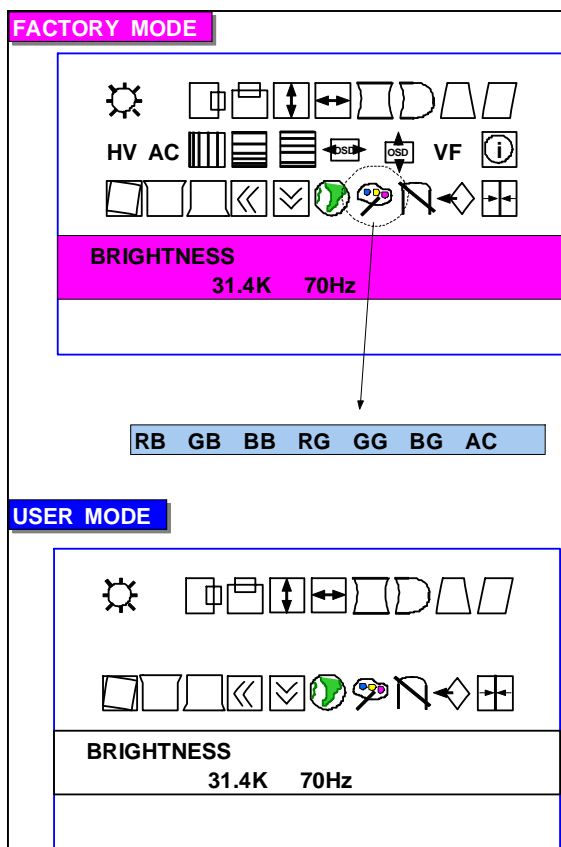 FACTORY MODE
HV AC OSD OSD VF i
BRIGHTNESS
31.4K 70Hz
RB GB BB RG GG BG AC
USER MODE
BRIGHTNESS
31.4K 70Hz